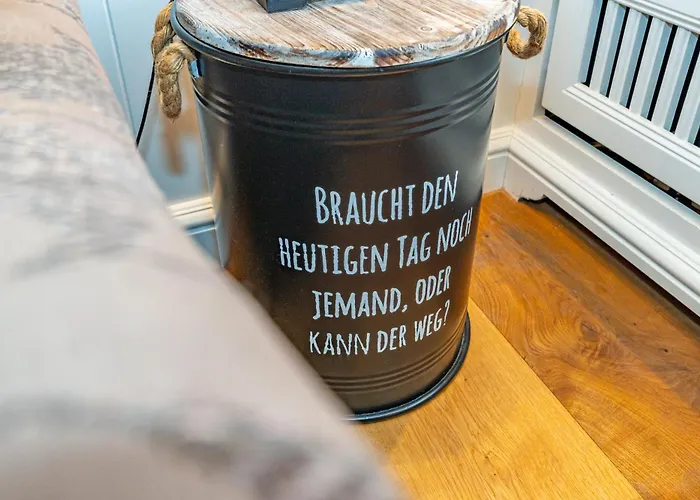 BRAUCHT DEN
HEUTIGEN TAG NOCH
JEMAND, ODER
KANN DER WEG?